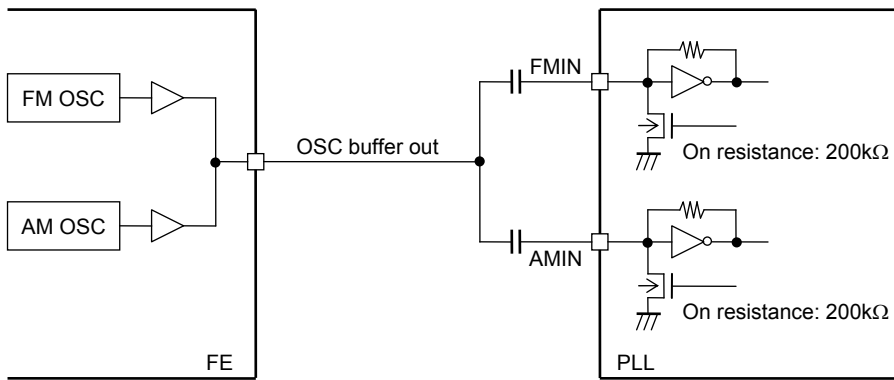 FM OSC
AM OSC
OSC buffer out
FE
FMIN
AMIN
On resistance: 200kΩ
On resistance: 200kΩ
PLL